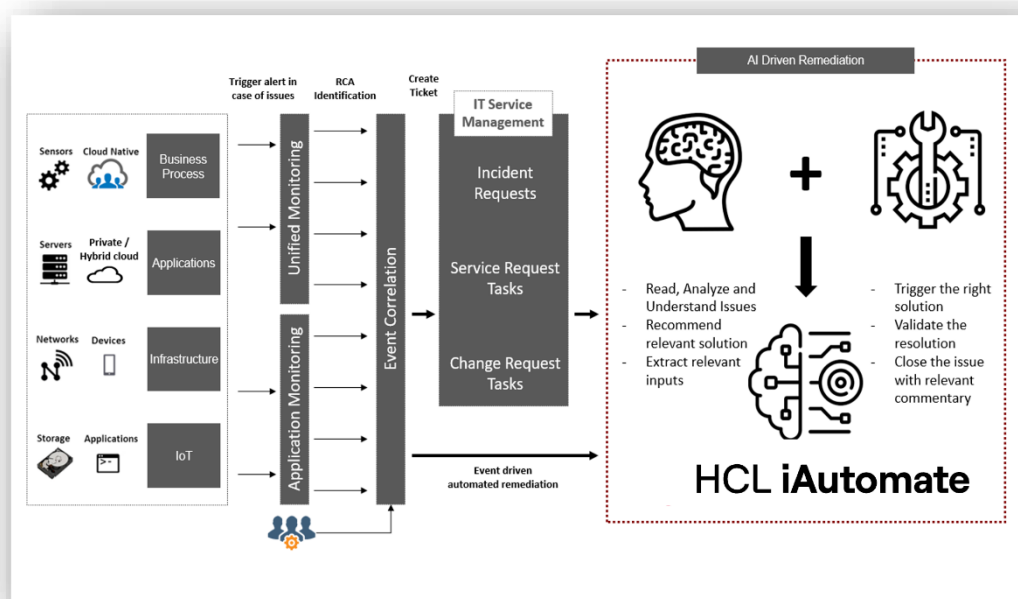 AI Driven Remediation
Trigger alert in
case of issues
RCA
Identification
Create
Ticket
IT Service
Management
Sensors
Cloud Native
Business
Process
Servers
Private /
Hybrid cloud
Applications
Networks
Devices
Infrastructure
Storage
Applications
IoT
Unified Monitoring
Application Monitoring
Event Correlation
Incident
Requests
Service Request
Tasks
Change Request
Tasks
Event driven
automated remediation
- Read, Analyze and
Understand Issues
- Recommend
relevant solution
- Extract relevant
inputs
- Trigger the right
solution
- Validate the
resolution
- Close the issue
with relevant
commentary
HCL iAutomate